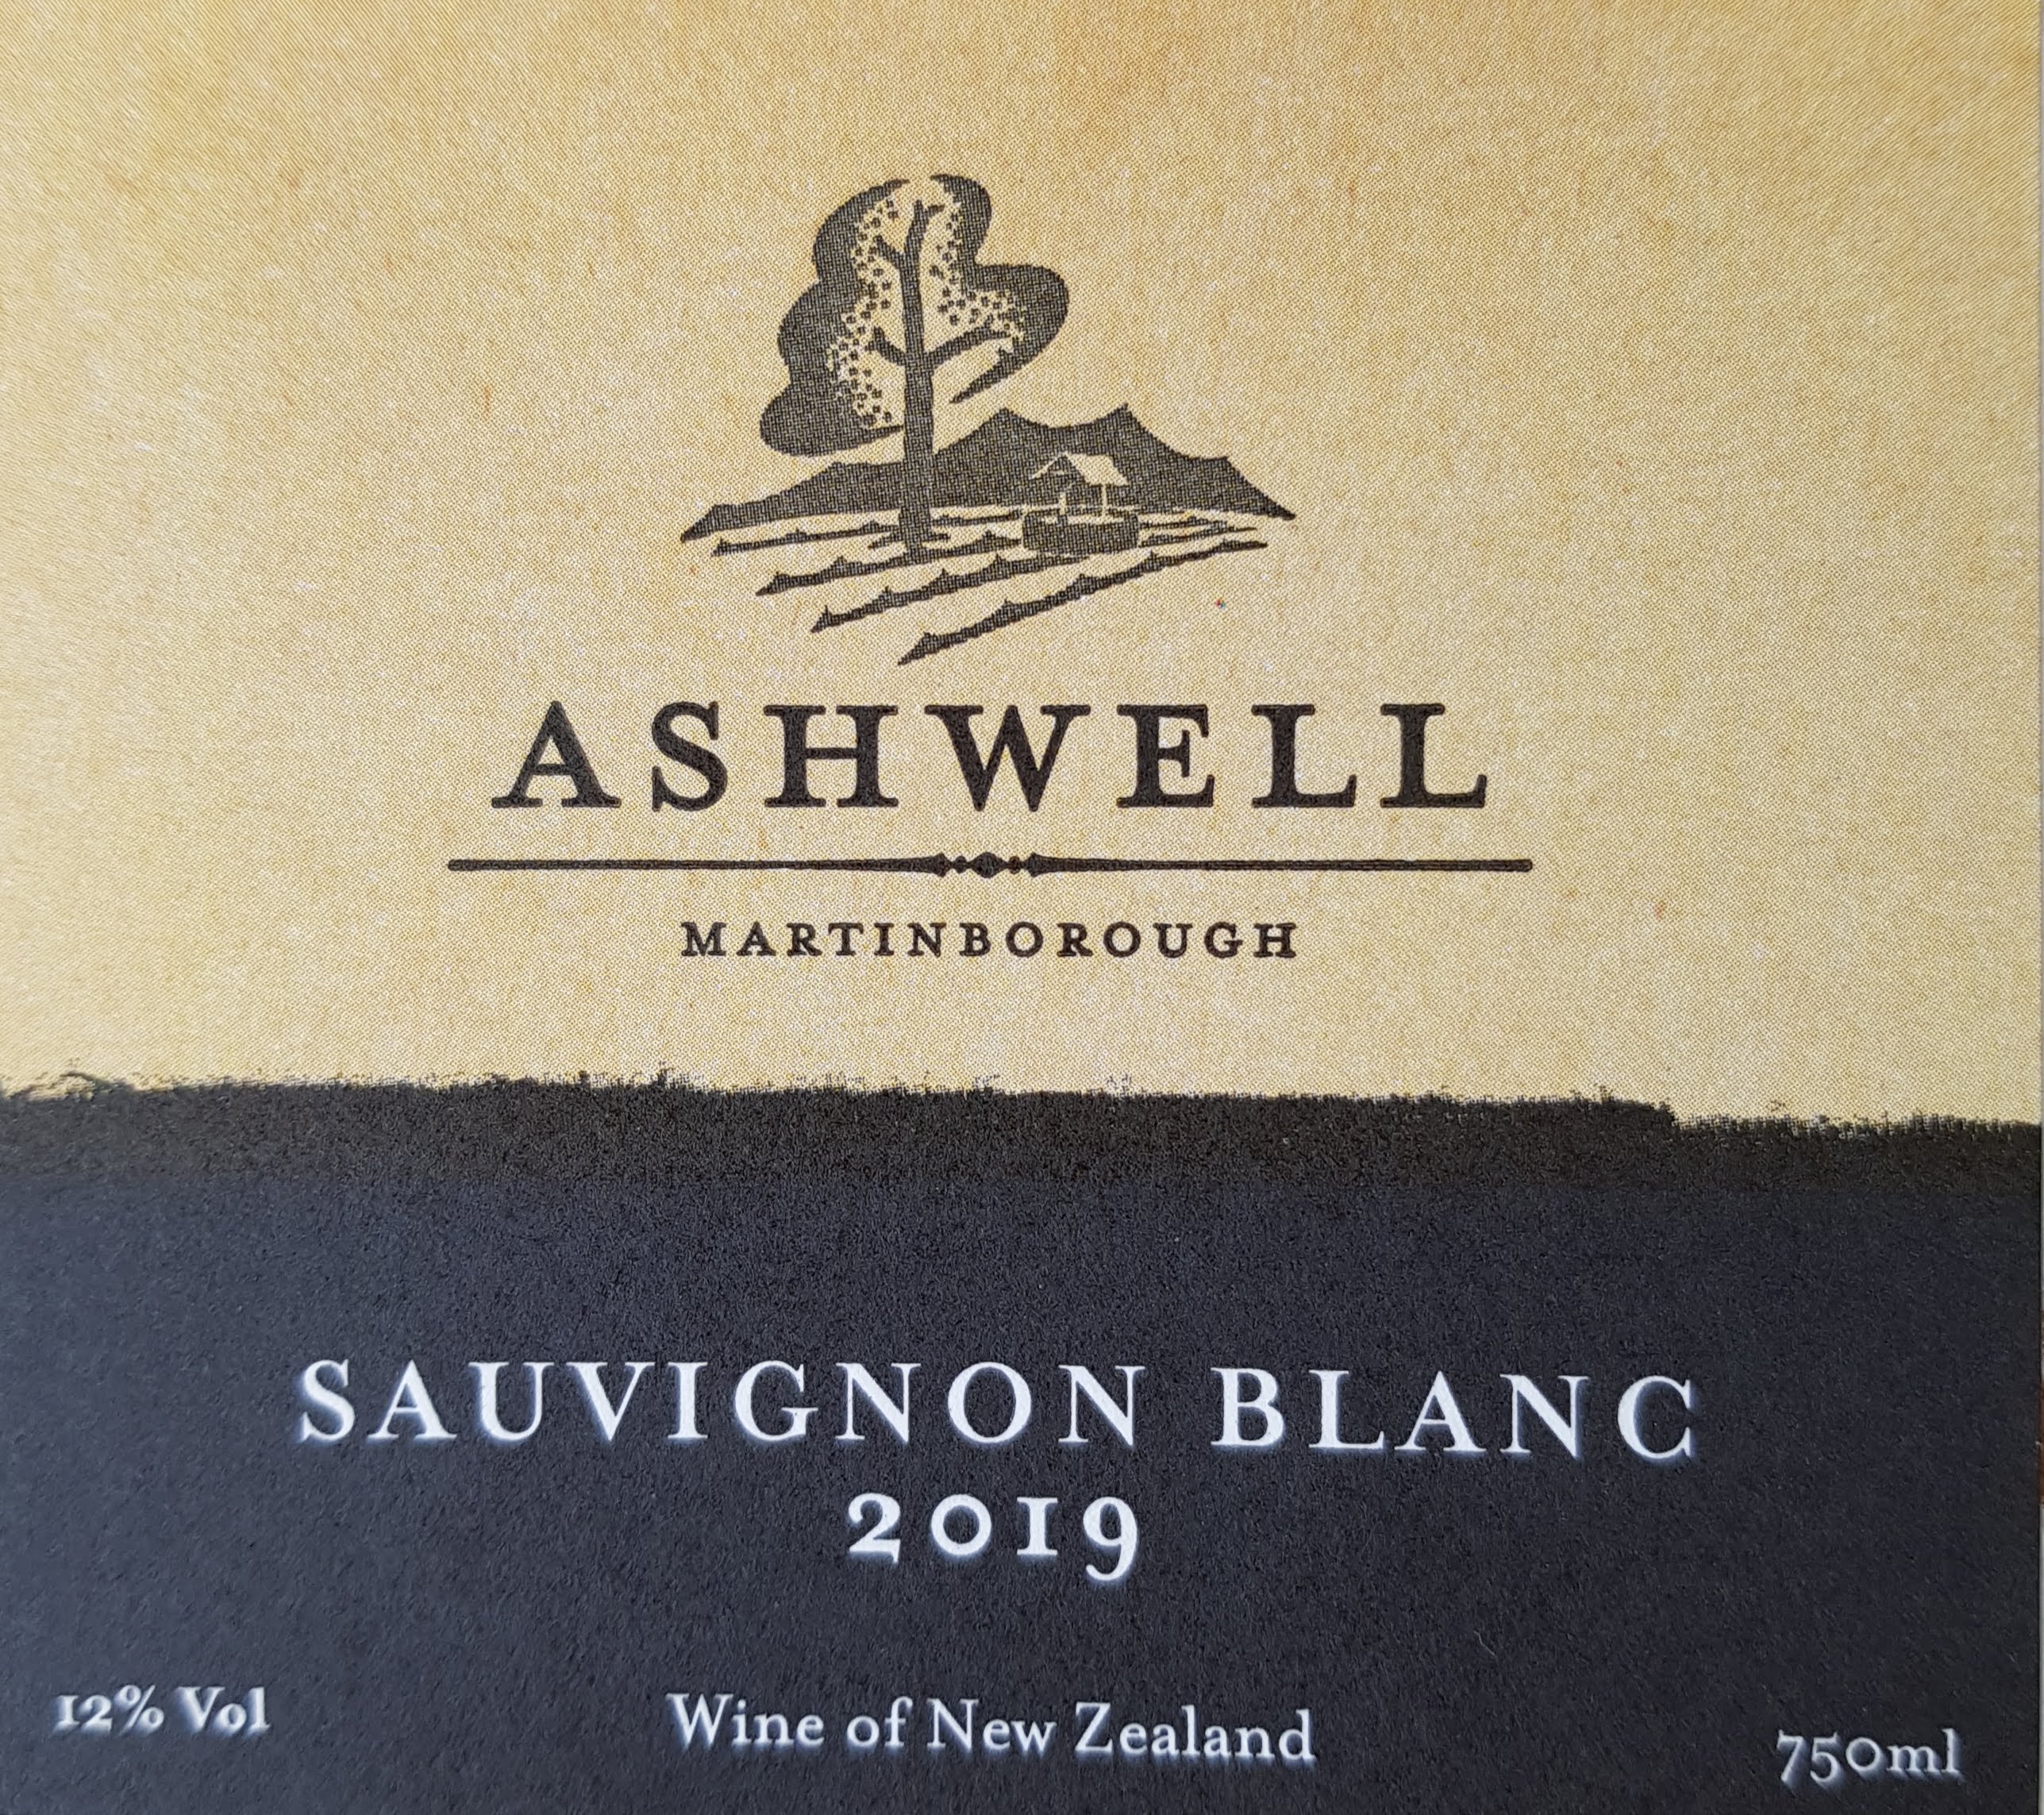 ASHWELL
MARTINBOROUGH
SAUVIGNON BLANC
2019
12% Vol
Wine of New Zealand
750ml